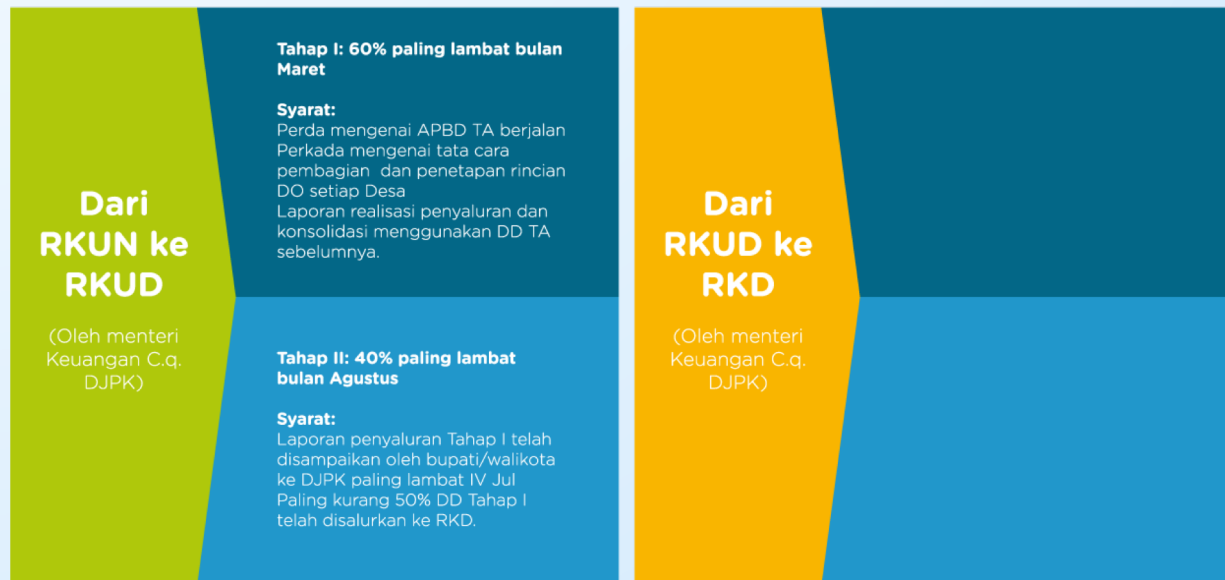 Dari
RKUN ke
RKUD
(Oleh menteri
Keuangan C.q.
DJPK)
Tahap I: 60% paling lambat bulan
Maret
Syarat:
Perda mengenai APBD TA berjalan
Perkada mengenai tata cara
pembagian dan penetapan rincian
DO setiap Desa
Laporan realisasi penyaluran dan
konsolidasi menggunakan DD TA
sebelumnya.
Tahap II: 40% paling lambat
bulan Agustus
Syarat:
Laporan penyaluran Tahap I telah
disampaikan oleh bupati/walikota
ke DJPK paling lambat IV Jul
Paling kurang 50% DD Tahap I
telah disalurkan ke RKD.
Dari
RKUD ke
RKD
(Oleh menteri
Keuangan C.q.
DJPK)